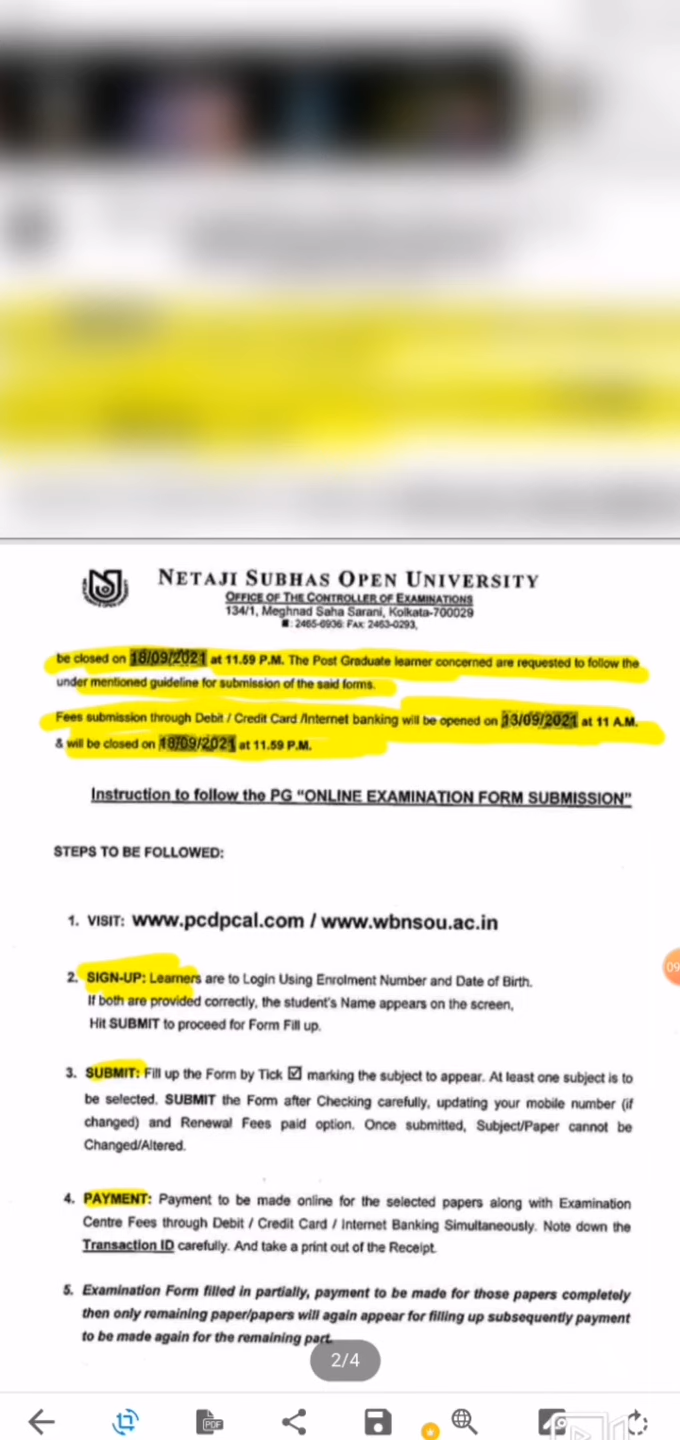 NETAJI SUBHAS OPEN UNIVERSITY
OFFICE OF THE CONTROLLER OF EXAMINATIONS
134/1, Meghnad Saha Sarani, Kolkata-700029
☎: 2465-6936: FAX: 2463-0293,
be closed on 18/09/2021 at 11.59 P.M. The Post Graduate learner concerned are requested to follow the
under mentioned guideline for submission of the said forms.
Fees submission through Debit / Credit Card /Internet banking will be opened on 13/09/2021 at 11 A.M.
& will be closed on 18/09/2021 at 11.59 P.M.
Instruction to follow the PG "ONLINE EXAMINATION FORM SUBMISSION"
STEPS TO BE FOLLOWED:
1. VISIT: www.pcdpcal.com / www.wbnsou.ac.in
2. SIGN-UP: Learners are to Login Using Enrolment Number and Date of Birth.
If both are provided correctly, the student's Name appears on the screen,
Hit SUBMIT to proceed for Form Fill up.
3. SUBMIT: Fill up the Form by Tick ☑ marking the subject to appear. At least one subject is to
be selected. SUBMIT the Form after Checking carefully, updating your mobile number (if
changed) and Renewal Fees paid option. Once submitted, Subject/Paper cannot be
Changed/Altered.
4. PAYMENT: Payment to be made online for the selected papers along with Examination
Centre Fees through Debit / Credit Card / Internet Banking Simultaneously. Note down the
Transaction ID carefully. And take a print out of the Receipt.
5. Examination Form filled in partially, payment to be made for those papers completely
then only remaining paper/papers will again appear for filling up subsequently payment
to be made again for the remaining part.
09
2/4
PDF